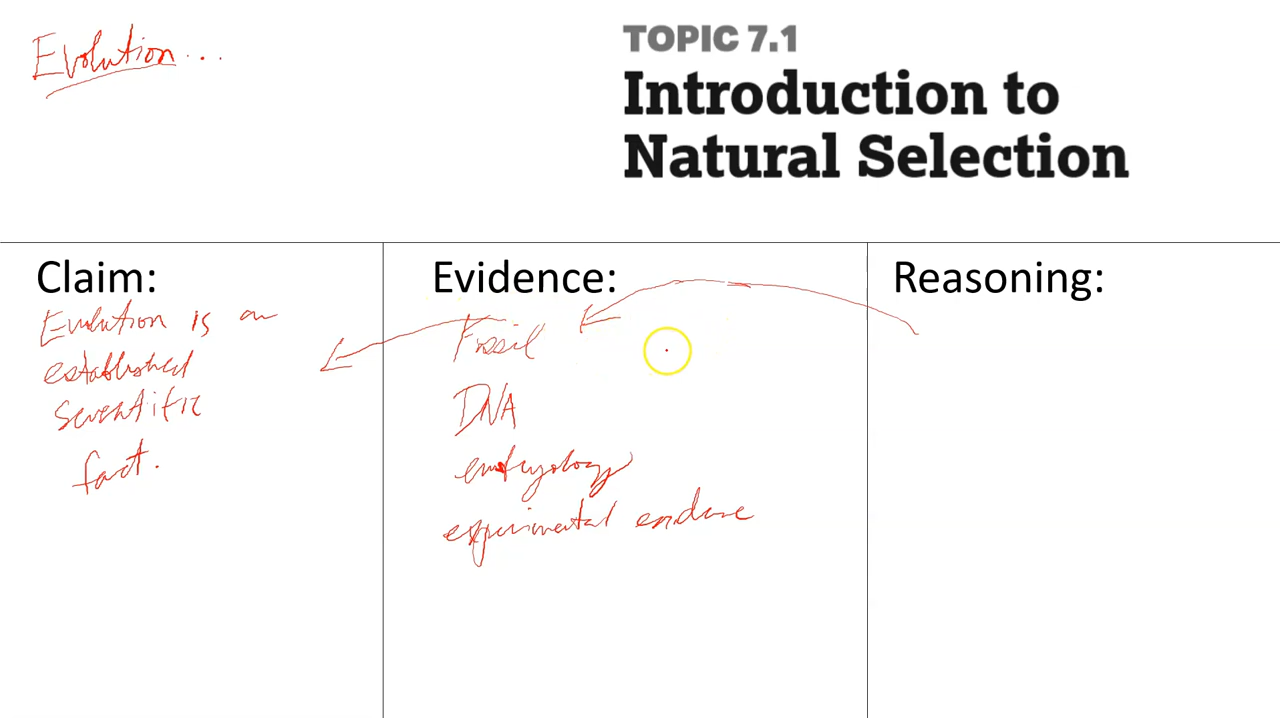 Evolution...
TOPIC 7.1
Introduction to
Natural Selection
Claim:
Evolution is an
established
scientific
fact.
Evidence:
Fossil
DNA
embryology
experimental evidence
Reasoning: